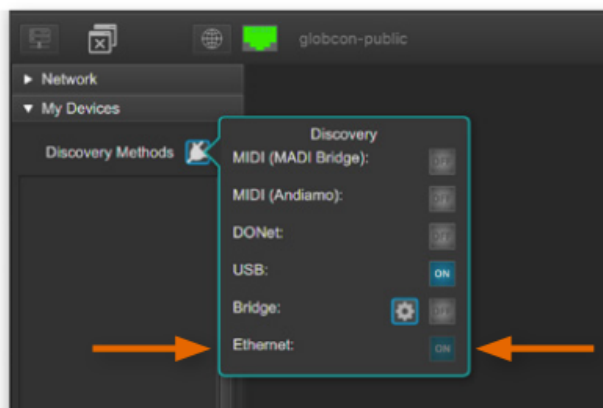 globcon-public
Network
My Devices
Discovery Methods
Discovery
MIDI (MADI Bridge):
OFF
MIDI (Andiamo):
OFF
DONet:
OFF
USB:
ON
Bridge:
OFF
Ethernet:
ON